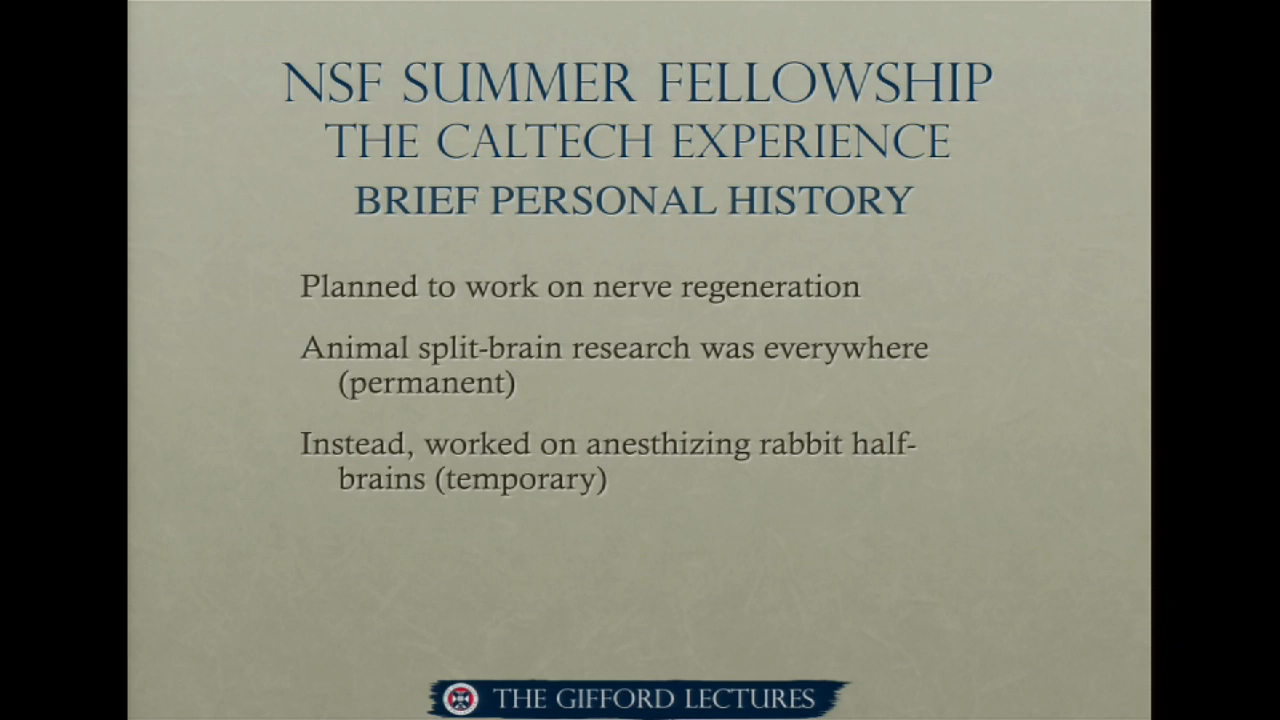 NSF SUMMER FELLOWSHIP
THE CALTECH EXPERIENCE
BRIEF PERSONAL HISTORY
Planned to work on nerve regeneration
Animal split-brain research was everywhere
(permanent)
Instead, worked on anesthizing rabbit half-
brains (temporary)
THE GIFFORD LECTURES